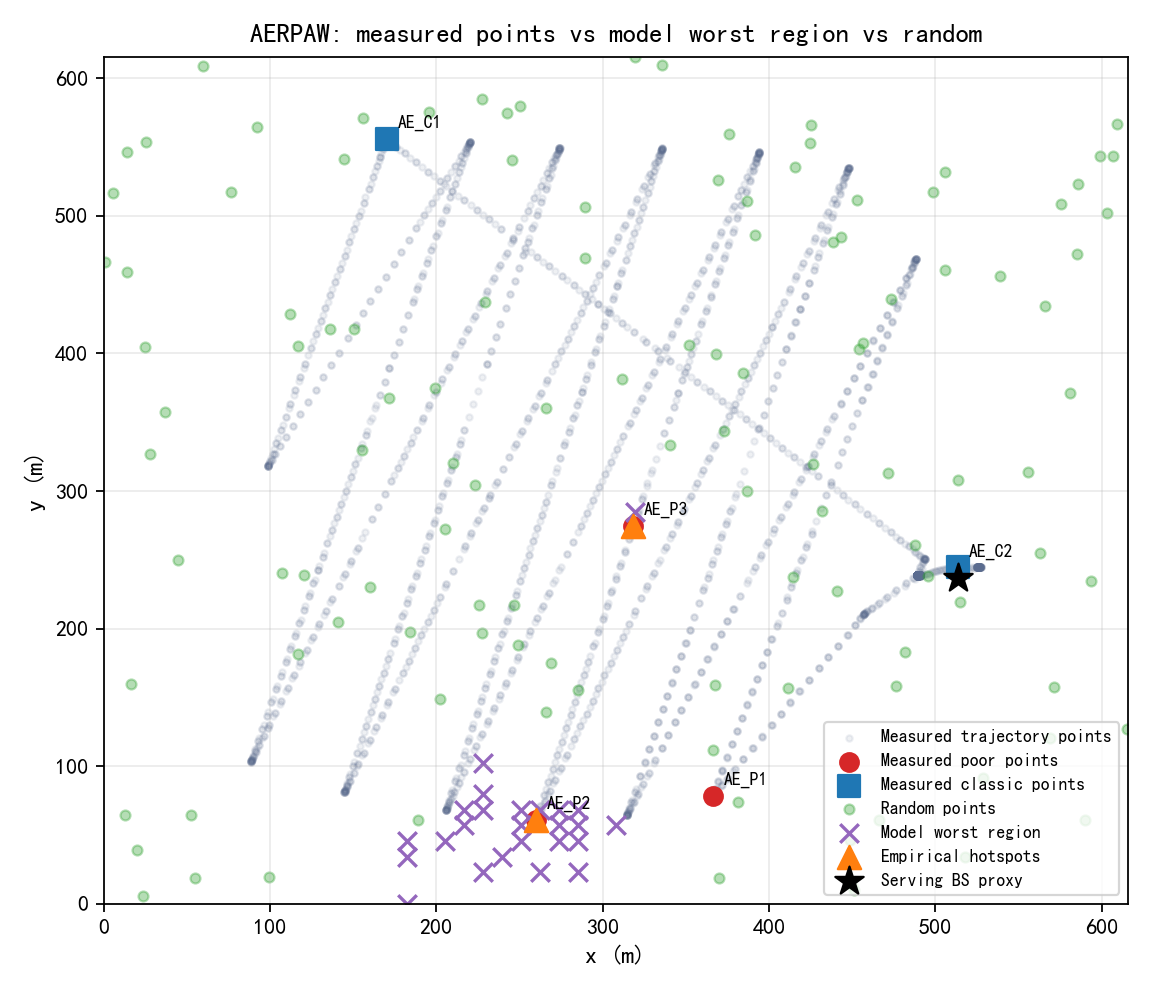 AERPAW: measured points vs model worst region vs random
600
500
400
300
200
100
0
y (m)
AE_C1
AE_P3
AE_C2
AE_P1
AE_P2
Measured trajectory points
Measured poor points
Measured classic points
Random points
Model worst region
Empirical hotspots
Serving BS proxy
0 100 200 300 400 500 600
x (m)